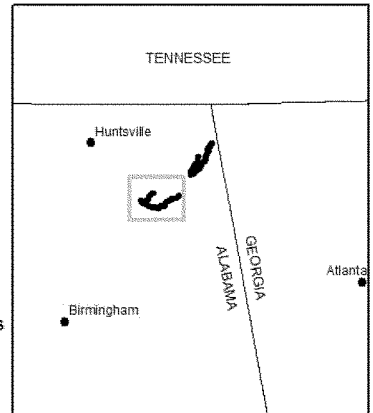 TENNESSEE
Huntsville
GEORGIA
ALABAMA
Atlanta
Birmingham
s